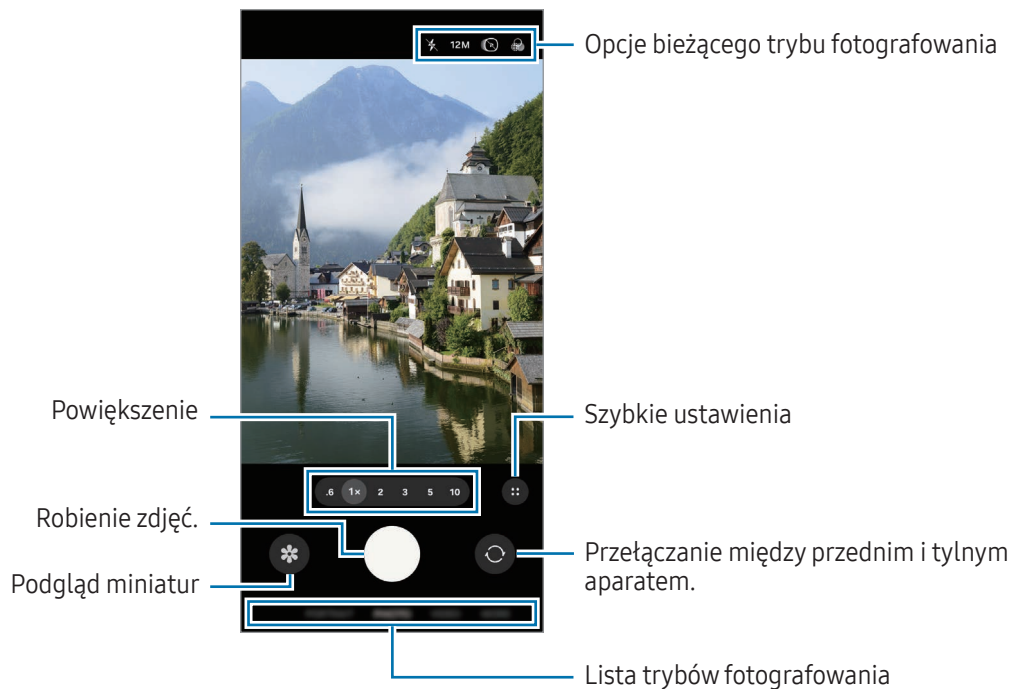 12M
Opcje bieżącego trybu fotografowania
Powiększenie
Szybkie ustawienia
.6 1× 2 3 5 10
Robienie zdjęć.
Przełączanie między przednim i tylnym
aparatem.
Podgląd miniatur
Lista trybów fotografowania